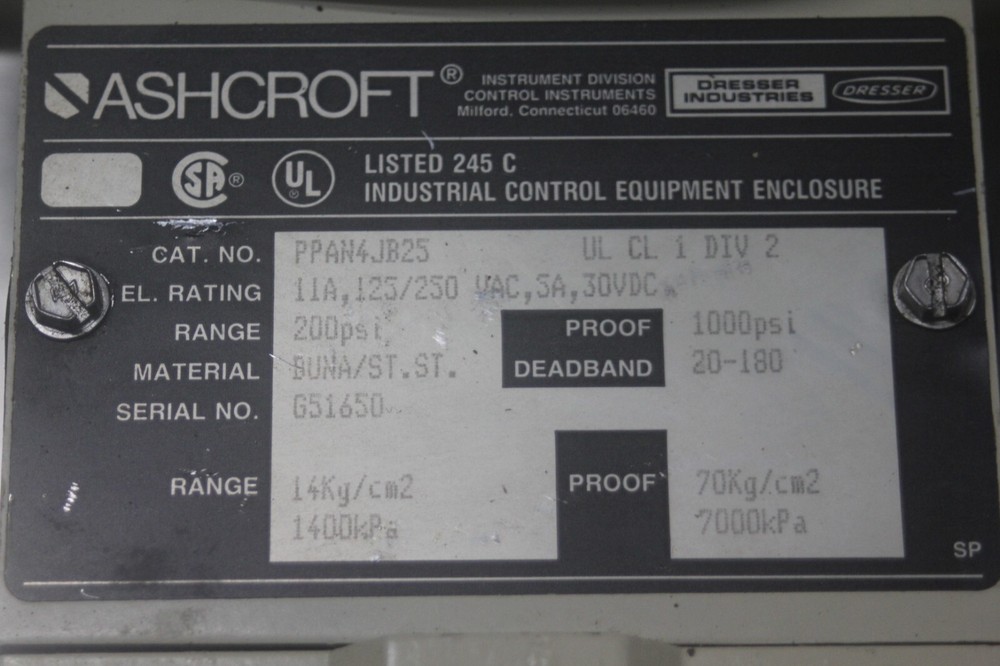 ASHCROFT®
INSTRUMENT DIVISION
CONTROL INSTRUMENTS
Milford, Connecticut 06460
DRESSER
INDUSTRIES
DRESSER
SA®
UL®
LISTED 245 C
INDUSTRIAL CONTROL EQUIPMENT ENCLOSURE
CAT. NO. PPAN4JB25 UL CL 1 DIV 2
EL. RATING 11A,125/250 VAC,5A,30VDC
RANGE 200psi PROOF 1000psi
MATERIAL BUNA/ST.ST. DEADBAND 20-180
SERIAL NO. G51650
RANGE 14Kg/cm2 PROOF 70Kg/cm2
1400kPa 7000kPa
SP